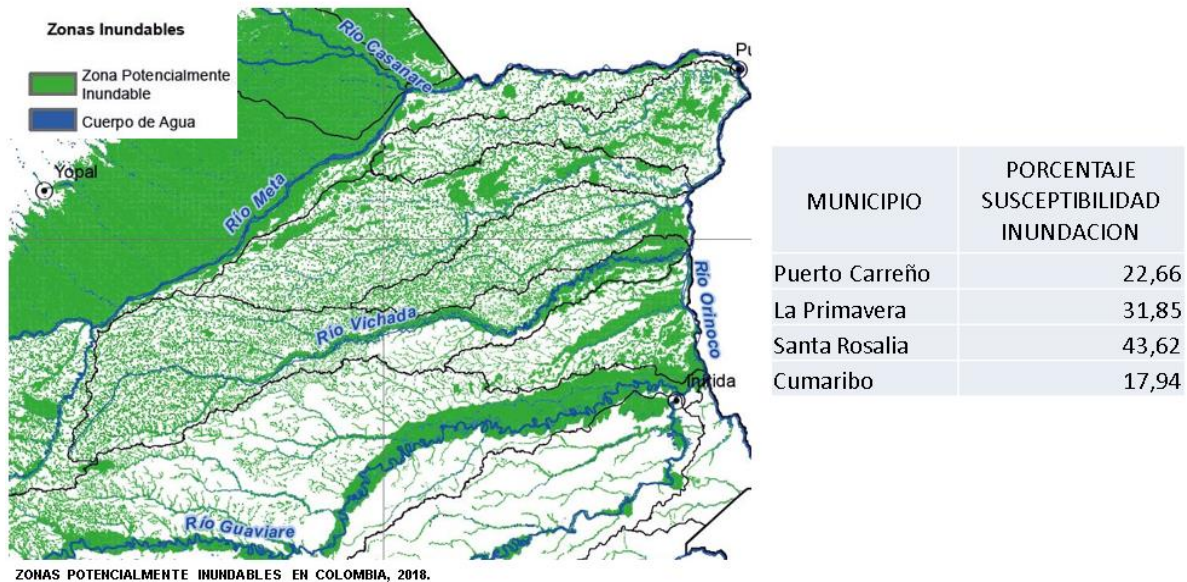 Zonas Inundables
Zona Potencialmente
Inundable
Cuerpo de Agua
Río Casanare
Pu
Yopal
Río Meta
Río Vichada
Río Orinoco
Inírida
Río Guaviare
ZONAS POTENCIALMENTE INUNDABLES EN COLOMBIA, 2018.
MUNICIPIO
PORCENTAJE
SUSCEPTIBILIDAD
INUNDACION
Puerto Carreño 22,66
La Primavera 31,85
Santa Rosalia 43,62
Cumaribo 17,94